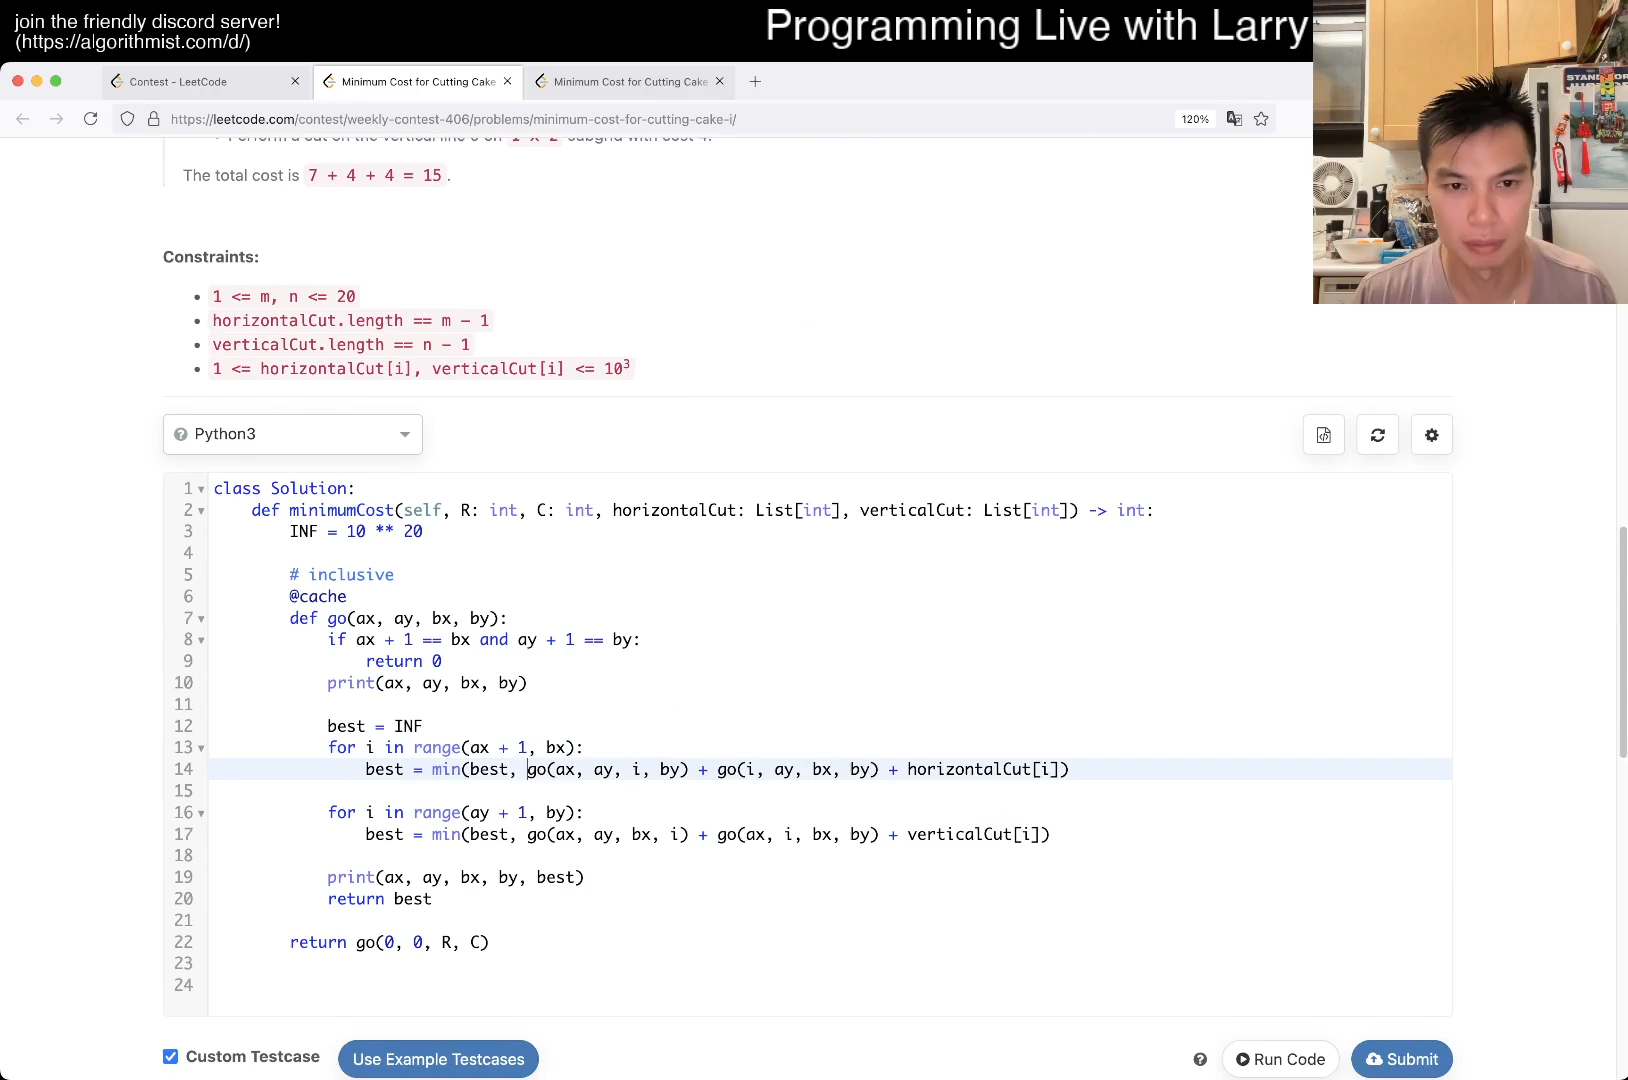 join the friendly discord server!
(https://algorithmist.com/d/)
Programming Live with Larry
Contest - LeetCode
Minimum Cost for Cutting Cake
Minimum Cost for Cutting Cake
https://leetcode.com/contest/weekly-contest-406/problems/minimum-cost-for-cutting-cake-i/
120%
The total cost is 7 + 4 + 4 = 15.
Constraints:
• 1 <= m, n <= 20
• horizontalCut.length == m - 1
• verticalCut.length == n - 1
• 1 <= horizontalCut[i], verticalCut[i] <= 10³
Python3
1 class Solution:
2     def minimumCost(self, R: int, C: int, horizontalCut: List[int], verticalCut: List[int]) -> int:
3         INF = 10 ** 20
4
5         # inclusive
6         @cache
7         def go(ax, ay, bx, by):
8             if ax + 1 == bx and ay + 1 == by:
9                 return 0
10             print(ax, ay, bx, by)
11
12             best = INF
13             for i in range(ax + 1, bx):
14                 best = min(best, go(ax, ay, i, by) + go(i, ay, bx, by) + horizontalCut[i])
15
16             for i in range(ay + 1, by):
17                 best = min(best, go(ax, ay, bx, i) + go(ax, i, bx, by) + verticalCut[i])
18
19             print(ax, ay, bx, by, best)
20             return best
21
22         return go(0, 0, R, C)
23
24
Custom Testcase
Use Example Testcases
Run Code
Submit